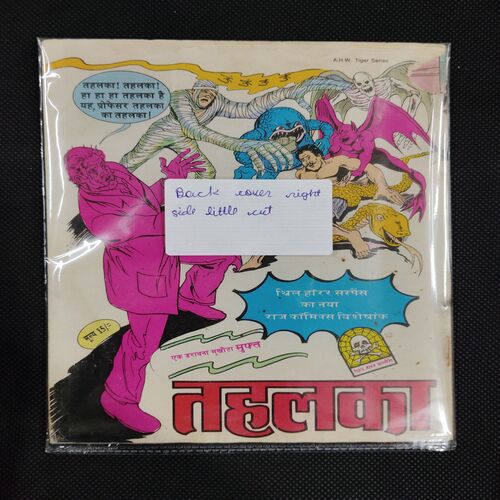 A.H.W. Tiger Series
तहलका! तहलका!
हा हा हा तहलका है
यह, प्रोफेसर तहलका
का तहलका!
Back cover right
side little cut
थ्रिल हॉरर सस्पेंस
का नया
राज कॉमिक्स विशेषांक
मूल्य 15/-
एक डरावना मुखौटा मुफ्त
तहलका